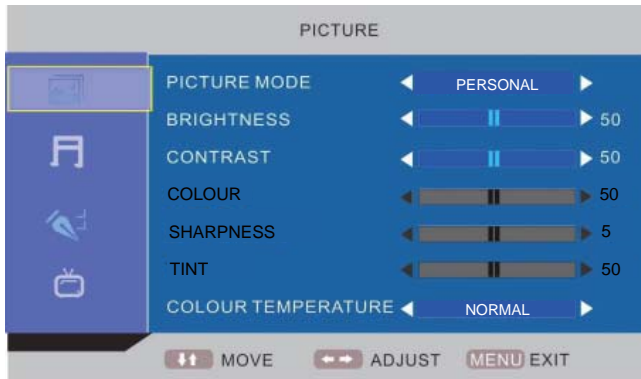 PICTURE
PICTURE MODE PERSONAL
BRIGHTNESS 50
CONTRAST 50
COLOUR 50
SHARPNESS 5
TINT 50
COLOUR TEMPERATURE NORMAL
MOVE ADJUST MENU EXIT